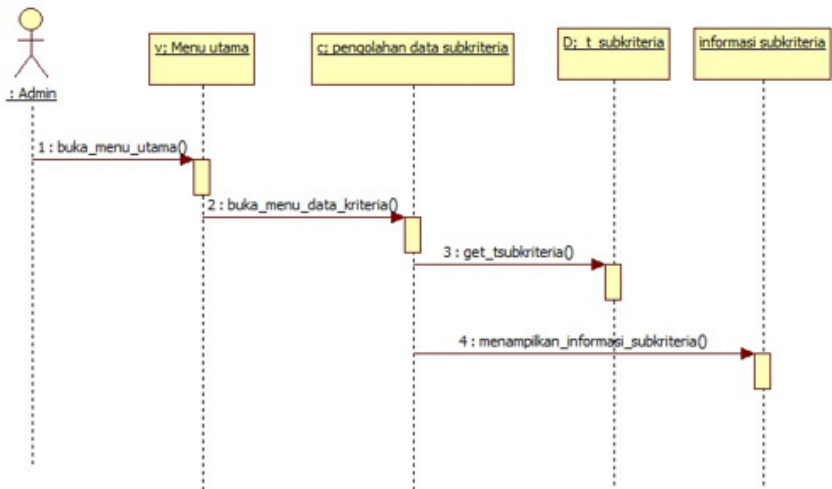 : Admin
v; Menu utama
c; pengolahan data subkriteria
D; t_subkriteria
informasi subkriteria
1 : buka_menu_utama()
2 : buka_menu_data_kriteria()
3 : get_tsubkriteria()
4 : menampilkan_informasi_subkriteria()